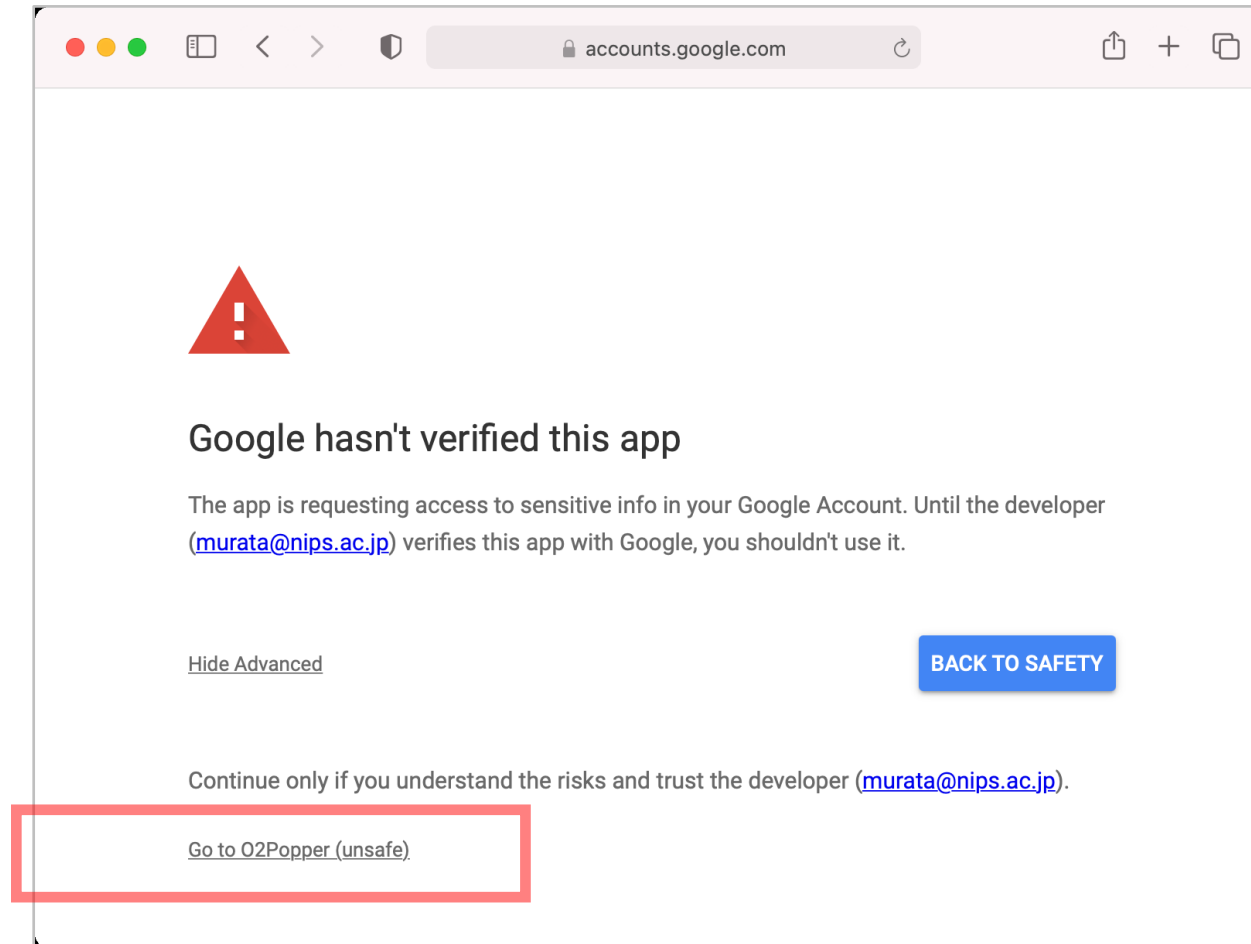 accounts.google.com
Google hasn't verified this app
The app is requesting access to sensitive info in your Google Account. Until the developer
(murata@nips.ac.jp) verifies this app with Google, you shouldn't use it.
Hide Advanced
BACK TO SAFETY
Continue only if you understand the risks and trust the developer (murata@nips.ac.jp).
Go to O2Popper (unsafe)